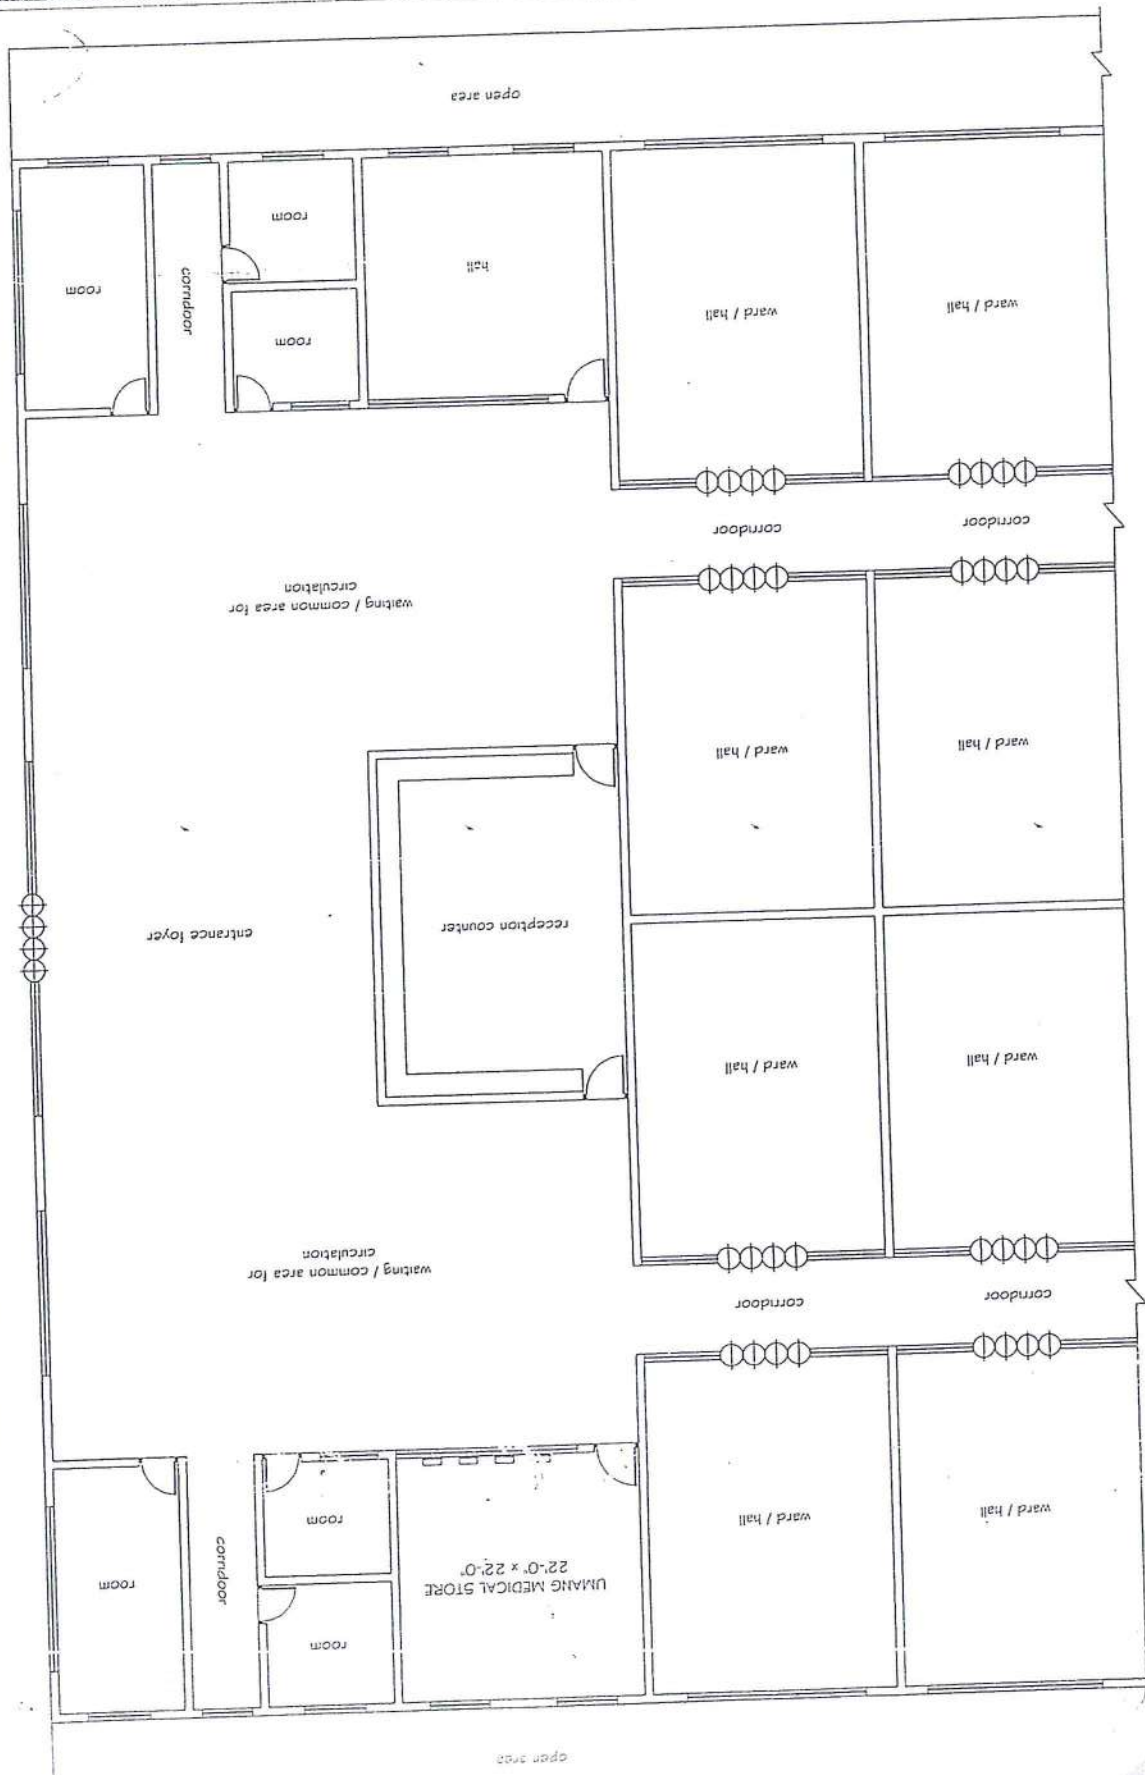 open area
ward / hall
ward / hall
UMANG MEDICAL STORE
22'-0" x 22'-0"
room
room
corridoor
room
corridoor
corridoor
waiting / common area for
circulation
ward / hall
ward / hall
reception counter
entrance foyer
ward / hall
ward / hall
waiting / common area for
circulation
corridoor
corridoor
ward / hall
ward / hall
hall
room
room
corridoor
room
open area